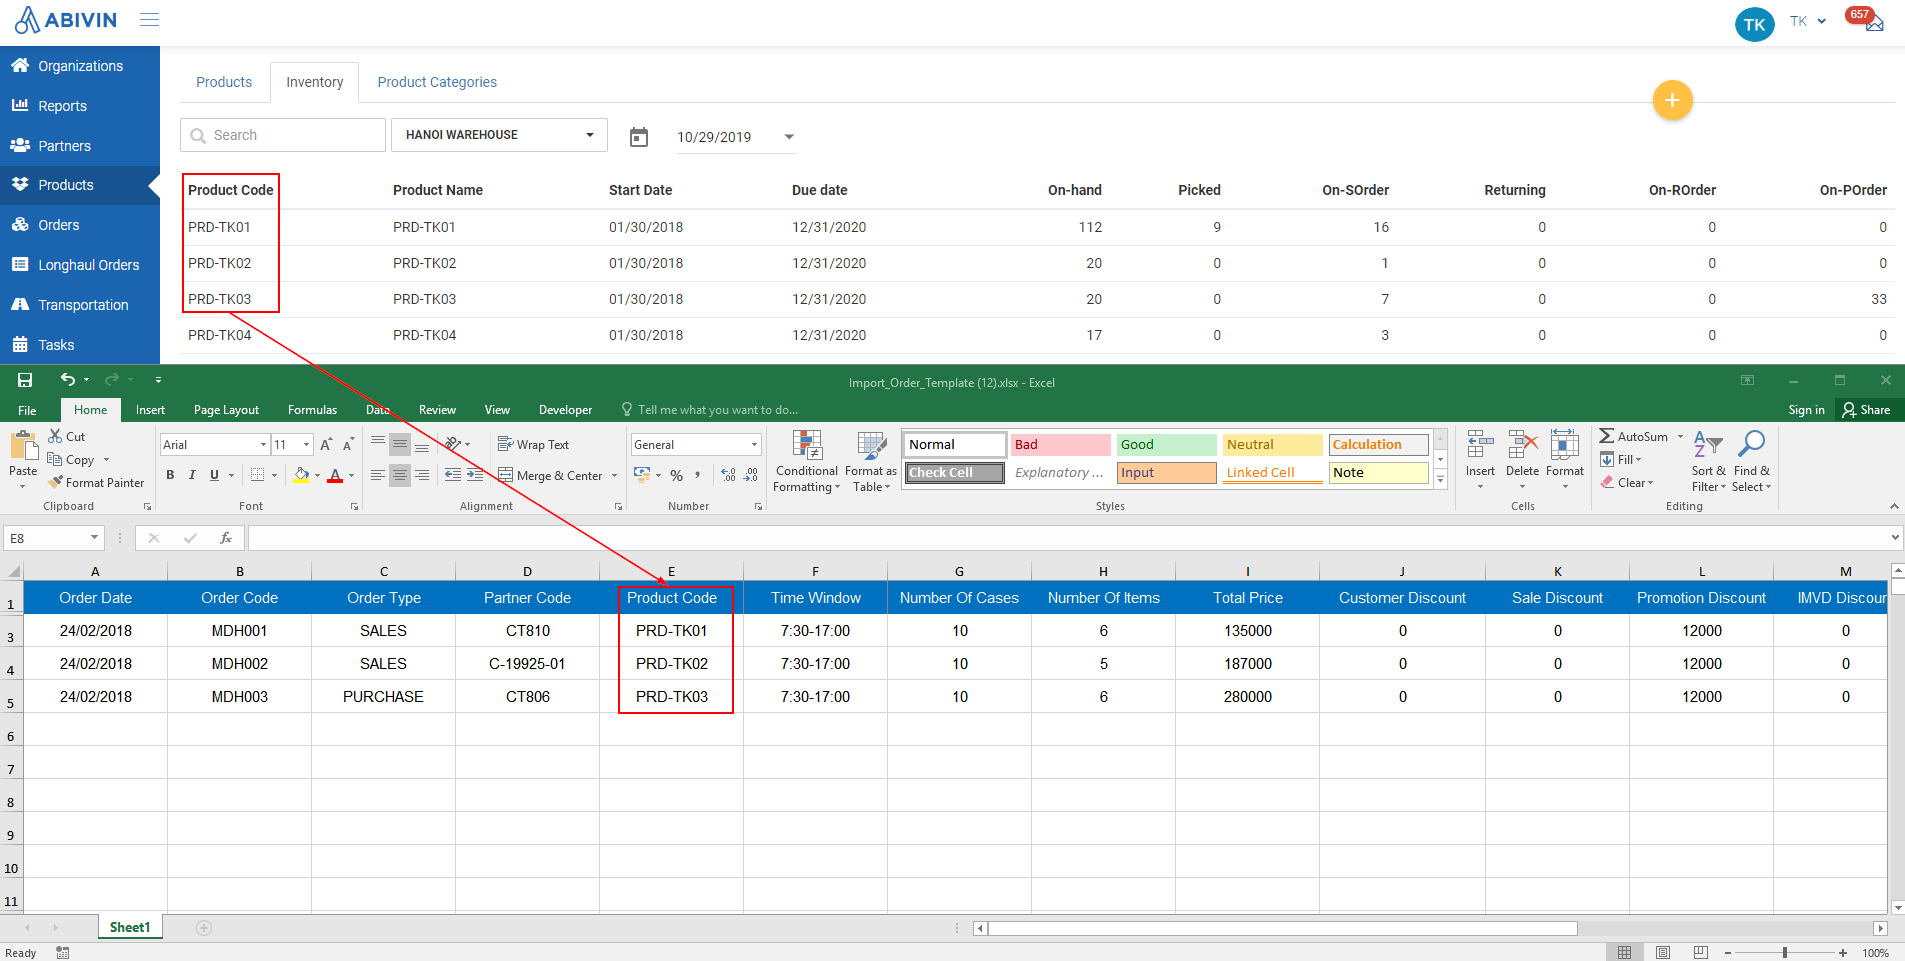 ABIVIN
TK TK 657
Organizations
Reports
Partners
Products
Orders
Longhaul Orders
Transportation
Tasks
Products Inventory Product Categories
Search HANOI WAREHOUSE 10/29/2019
Product Code Product Name Start Date Due date On-hand Picked On-SOrder Returning On-ROrder On-POrder
PRD-TK01 PRD-TK01 01/30/2018 12/31/2020 112 9 16 0 0 0
PRD-TK02 PRD-TK02 01/30/2018 12/31/2020 20 0 1 0 0 0
PRD-TK03 PRD-TK03 01/30/2018 12/31/2020 20 0 7 0 0 33
PRD-TK04 PRD-TK04 01/30/2018 12/31/2020 17 0 3 0 0 0
Import_Order_Template (12).xlsx - Excel
File Home Insert Page Layout Formulas Data Review View Developer Tell me what you want to do... Sign in Share
Cut Arial 11 A A Wrap Text General Normal Bad Good Neutral Calculation AutoSum
Copy Fill
Paste Format Painter B I U A Merge & Center % , .00 Conditional Formatting Format as Table Check Cell Explanatory ... Input Linked Cell Note Insert Delete Format Clear Sort & Filter Find & Select
Clipboard Font Alignment Number Styles Cells Editing
E8 fx
A B C D E F G H I J K L M
1 Order Date Order Code Order Type Partner Code Product Code Time Window Number Of Cases Number Of Items Total Price Customer Discount Sale Discount Promotion Discount IMVD Discour
3 24/02/2018 MDH001 SALES CT810 PRD-TK01 7:30-17:00 10 6 135000 0 0 12000 0
4 24/02/2018 MDH002 SALES C-19925-01 PRD-TK02 7:30-17:00 10 5 187000 0 0 12000 0
5 24/02/2018 MDH003 PURCHASE CT806 PRD-TK03 7:30-17:00 10 6 280000 0 0 12000 0
6
7
8
9
10
11
Sheet1
Ready 100%